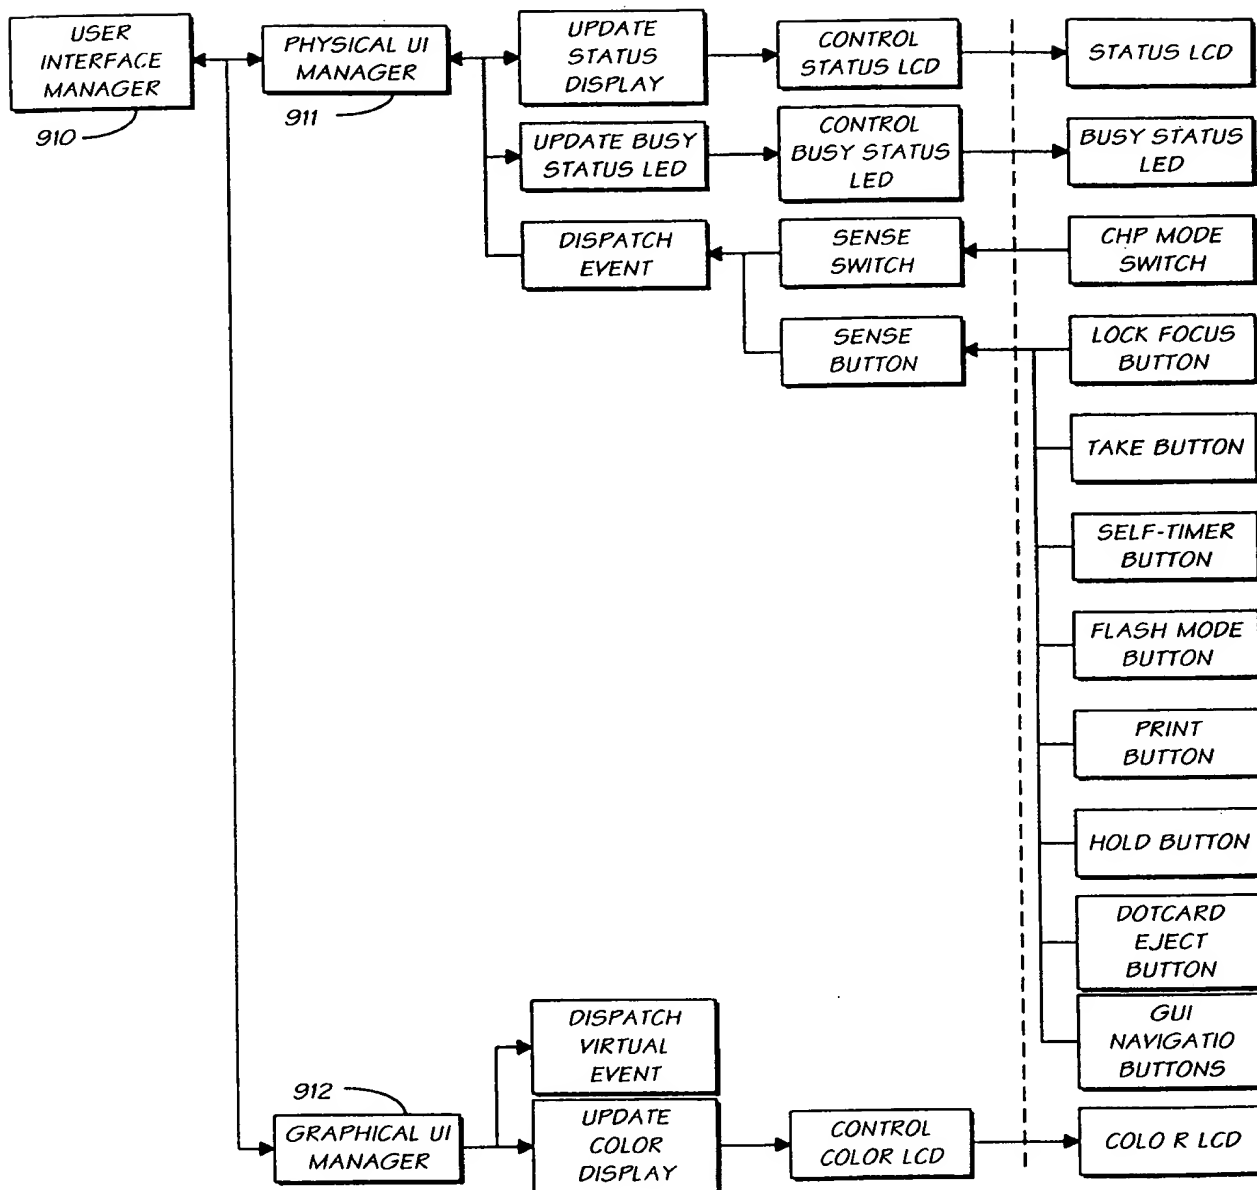 USER
INTERFACE
MANAGER
910
PHYSICAL UI
MANAGER
911
UPDATE
STATUS
DISPLAY
CONTROL
STATUS LCD
STATUS LCD
UPDATE BUSY
STATUS LED
CONTROL
BUSY STATUS
LED
BUSY STATUS
LED
DISPATCH
EVENT
SENSE
SWITCH
CHP MODE
SWITCH
SENSE
BUTTON
LOCK FOCUS
BUTTON
TAKE BUTTON
SELF-TIMER
BUTTON
FLASH MODE
BUTTON
PRINT
BUTTON
HOLD BUTTON
DOTCARD
EJECT
BUTTON
GUI
NAVIGATIO
BUTTONS
DISPATCH
VIRTUAL
EVENT
912
GRAPHICAL UI
MANAGER
UPDATE
COLOR
DISPLAY
CONTROL
COLOR LCD
COLO R LCD